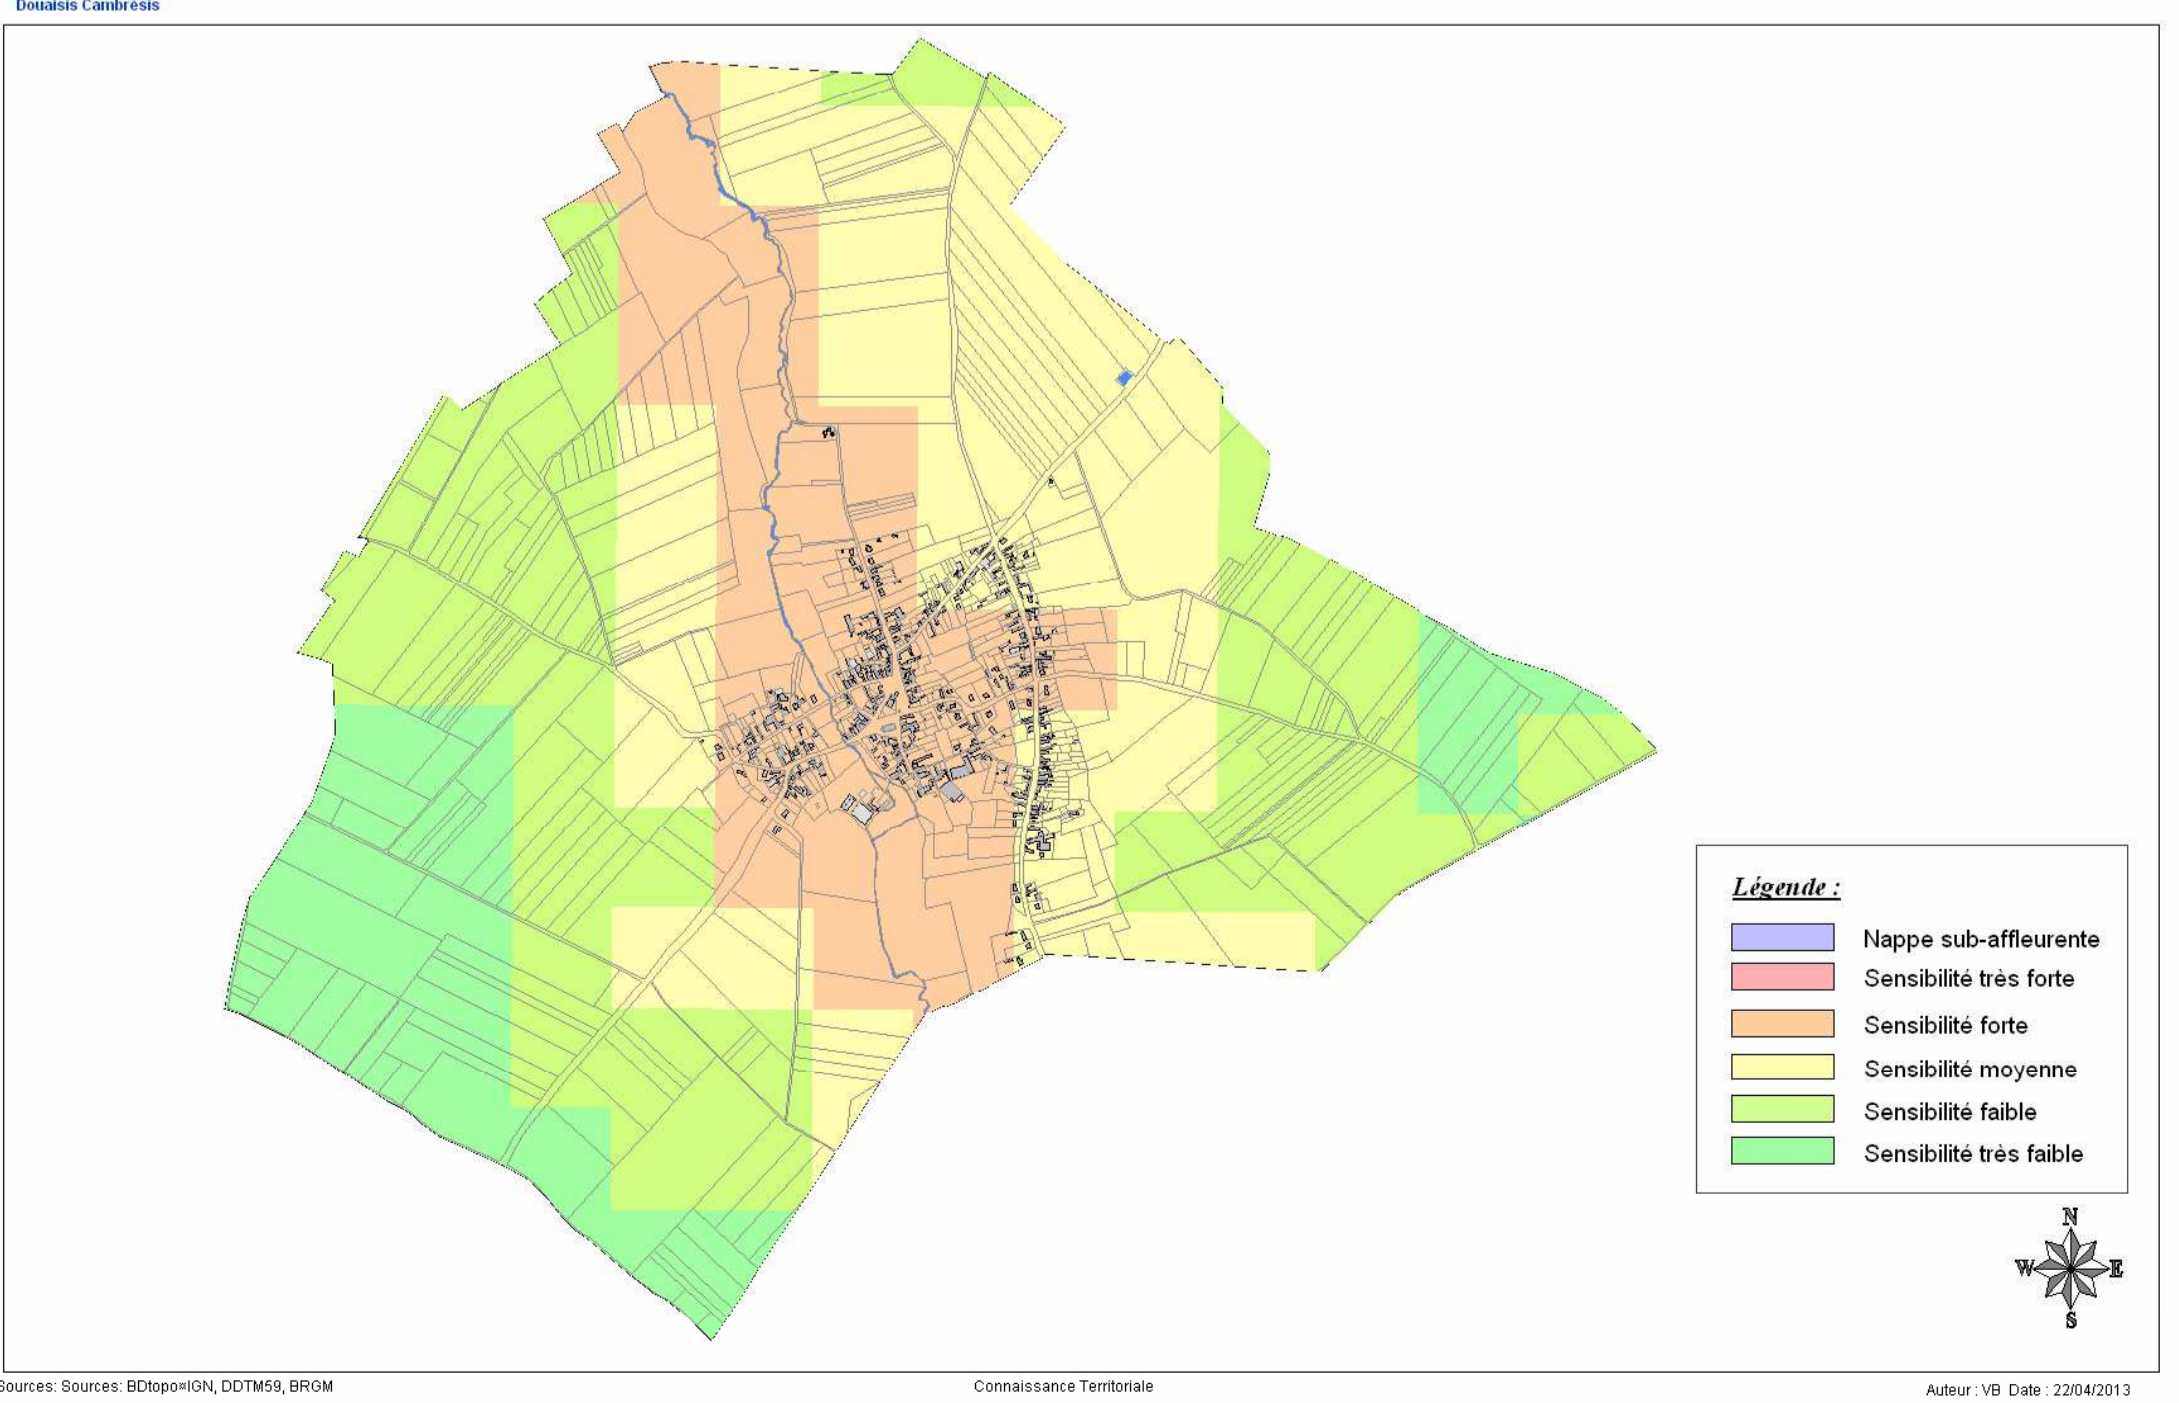 Douaisis Cambrésis
Légende :
Nappe sub-affleurente
Sensibilité très forte
Sensibilité forte
Sensibilité moyenne
Sensibilité faible
Sensibilité très faible
N
W E
S
Sources: Sources: BDtopo¤IGN, DDTM59, BRGM
Connaissance Territoriale
Auteur : VB Date : 22/04/2013